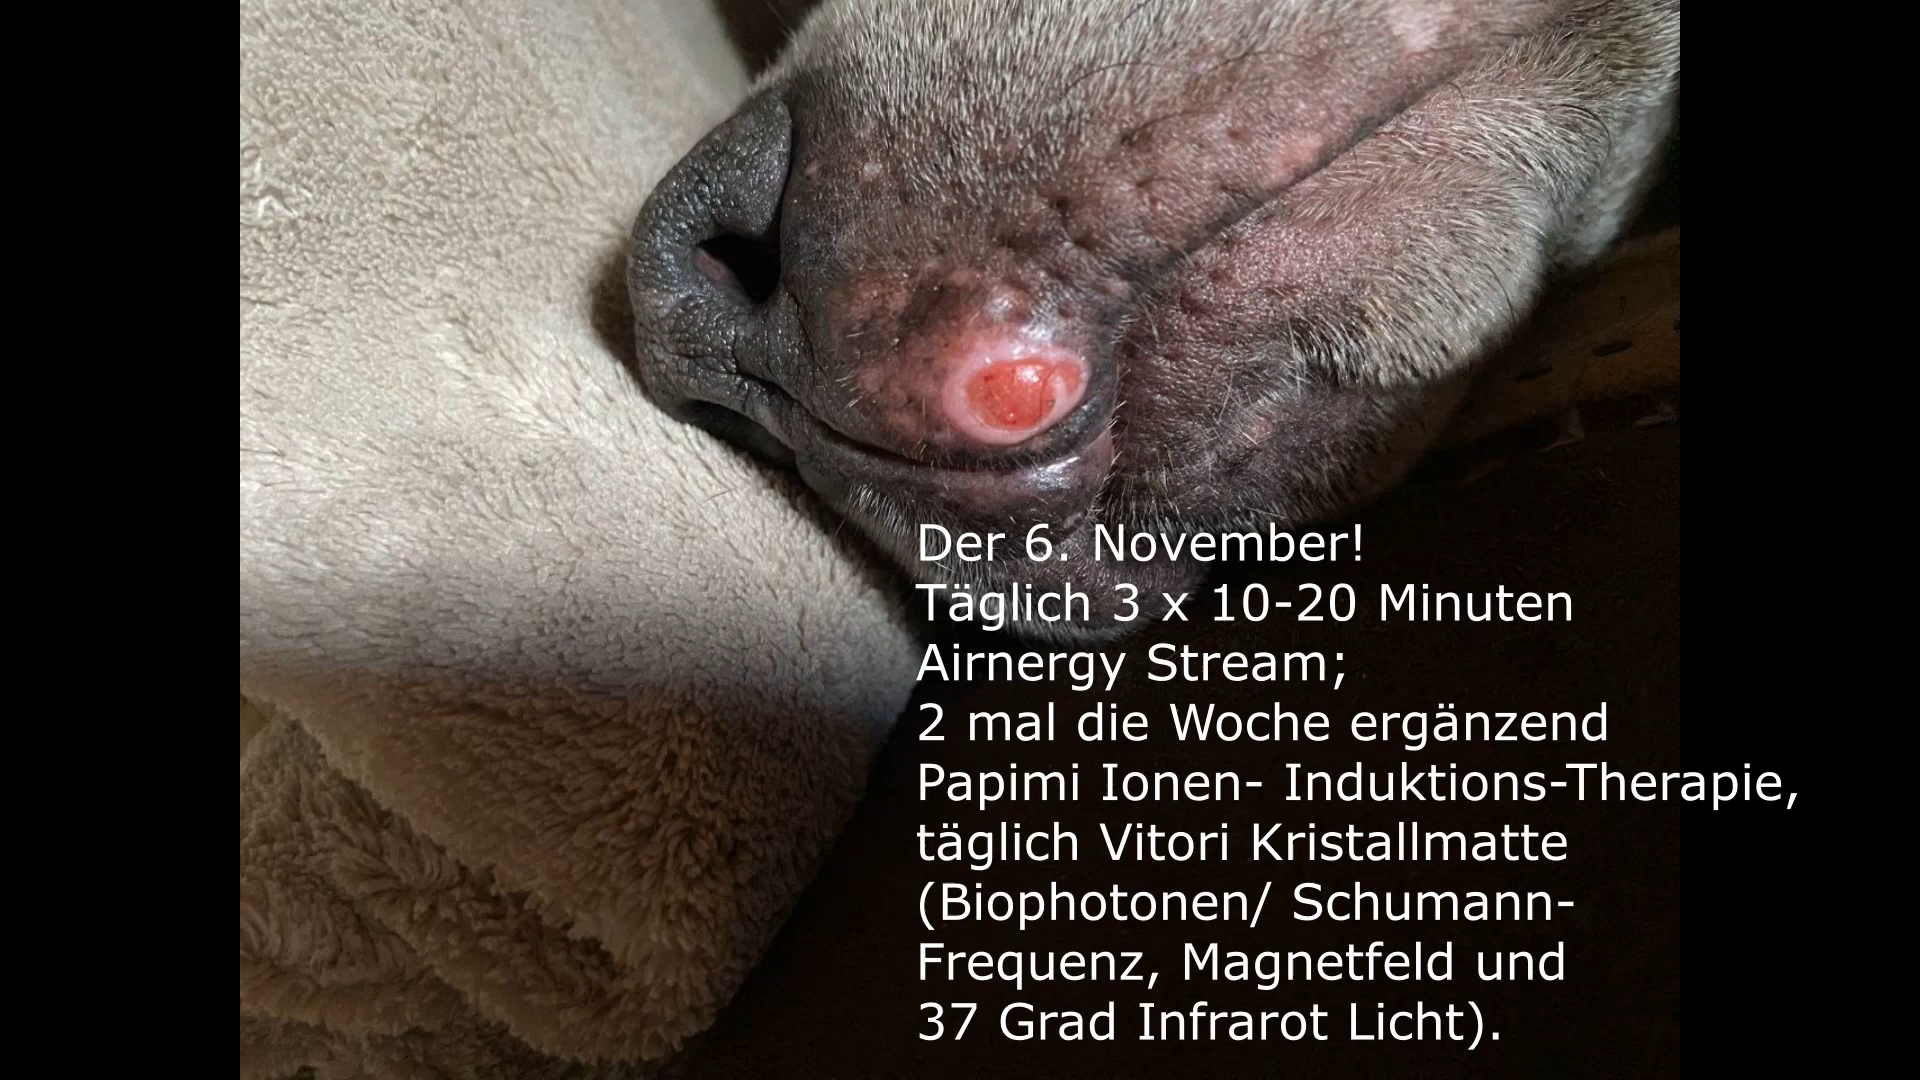 Der 6. November!
Täglich 3 x 10-20 Minuten
Airnergy Stream;
2 mal die Woche ergänzend
Papimi Ionen- Induktions-Therapie,
täglich Vitori Kristallmatte
(Biophotonen/ Schumann-
Frequenz, Magnetfeld und
37 Grad Infrarot Licht).